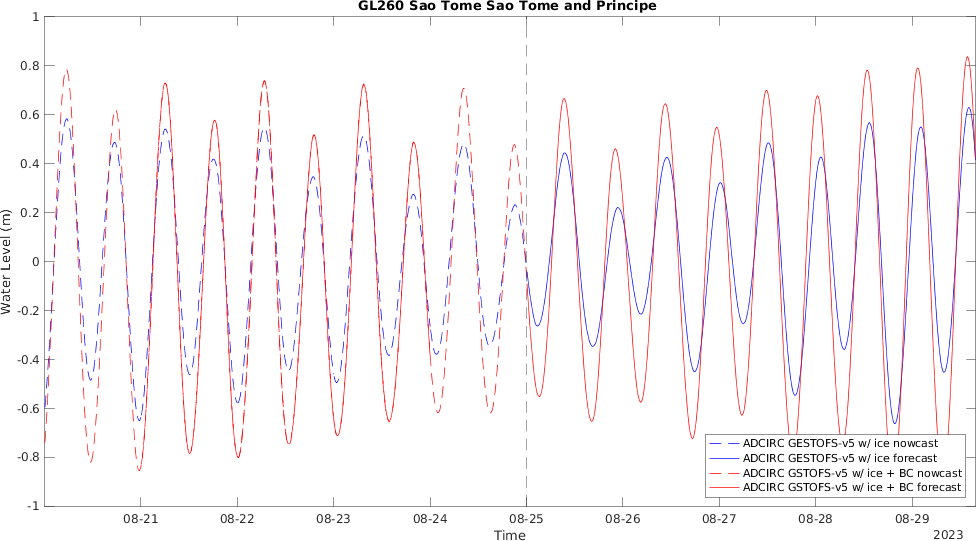 GL260 Sao Tome Sao Tome and Principe
1
0.8
0.6
0.4
0.2
0
-0.2
-0.4
-0.6
-0.8
-1
Water Level (m)
08-21 08-22 08-23 08-24 08-25 08-26 08-27 08-28 08-29
Time
2023
ADCIRC GESTOFS-v5 w/ ice nowcast
ADCIRC GESTOFS-v5 w/ ice forecast
ADCIRC GSTOFS-v5 w/ ice + BC nowcast
ADCIRC GSTOFS-v5 w/ ice + BC forecast